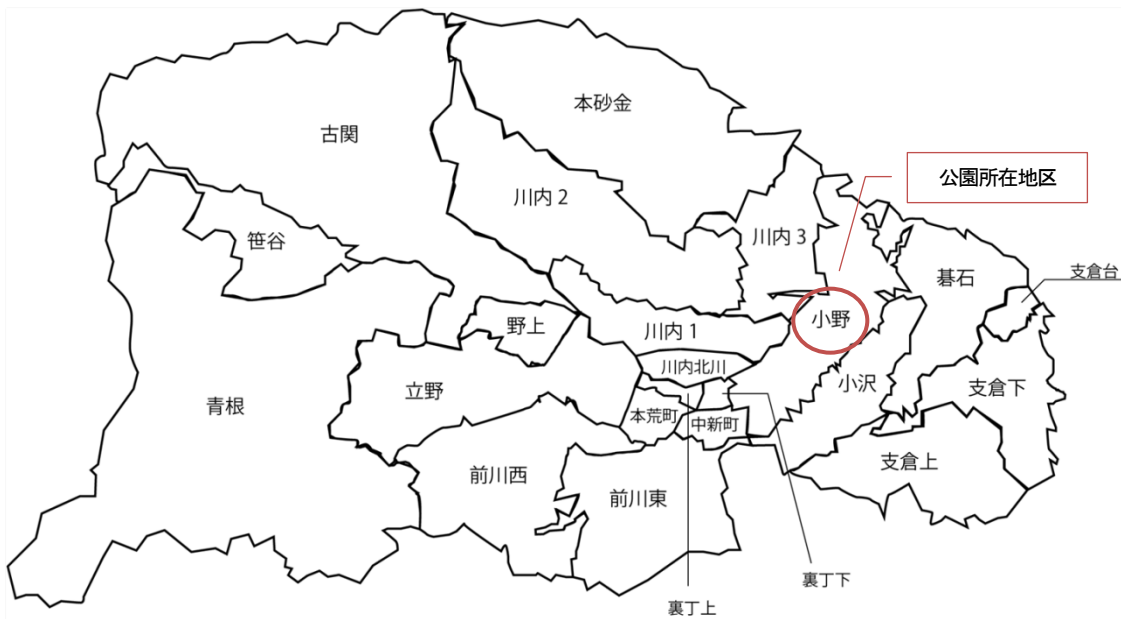 本砂金
古関
公園所在地区
川内 2
川内 3
笹谷
碁石
支倉台
野上
川内 1
小野
川内北川
小沢
支倉下
立野
青根
本荒町
中新町
支倉上
前川西
前川東
裏丁下
裏丁上